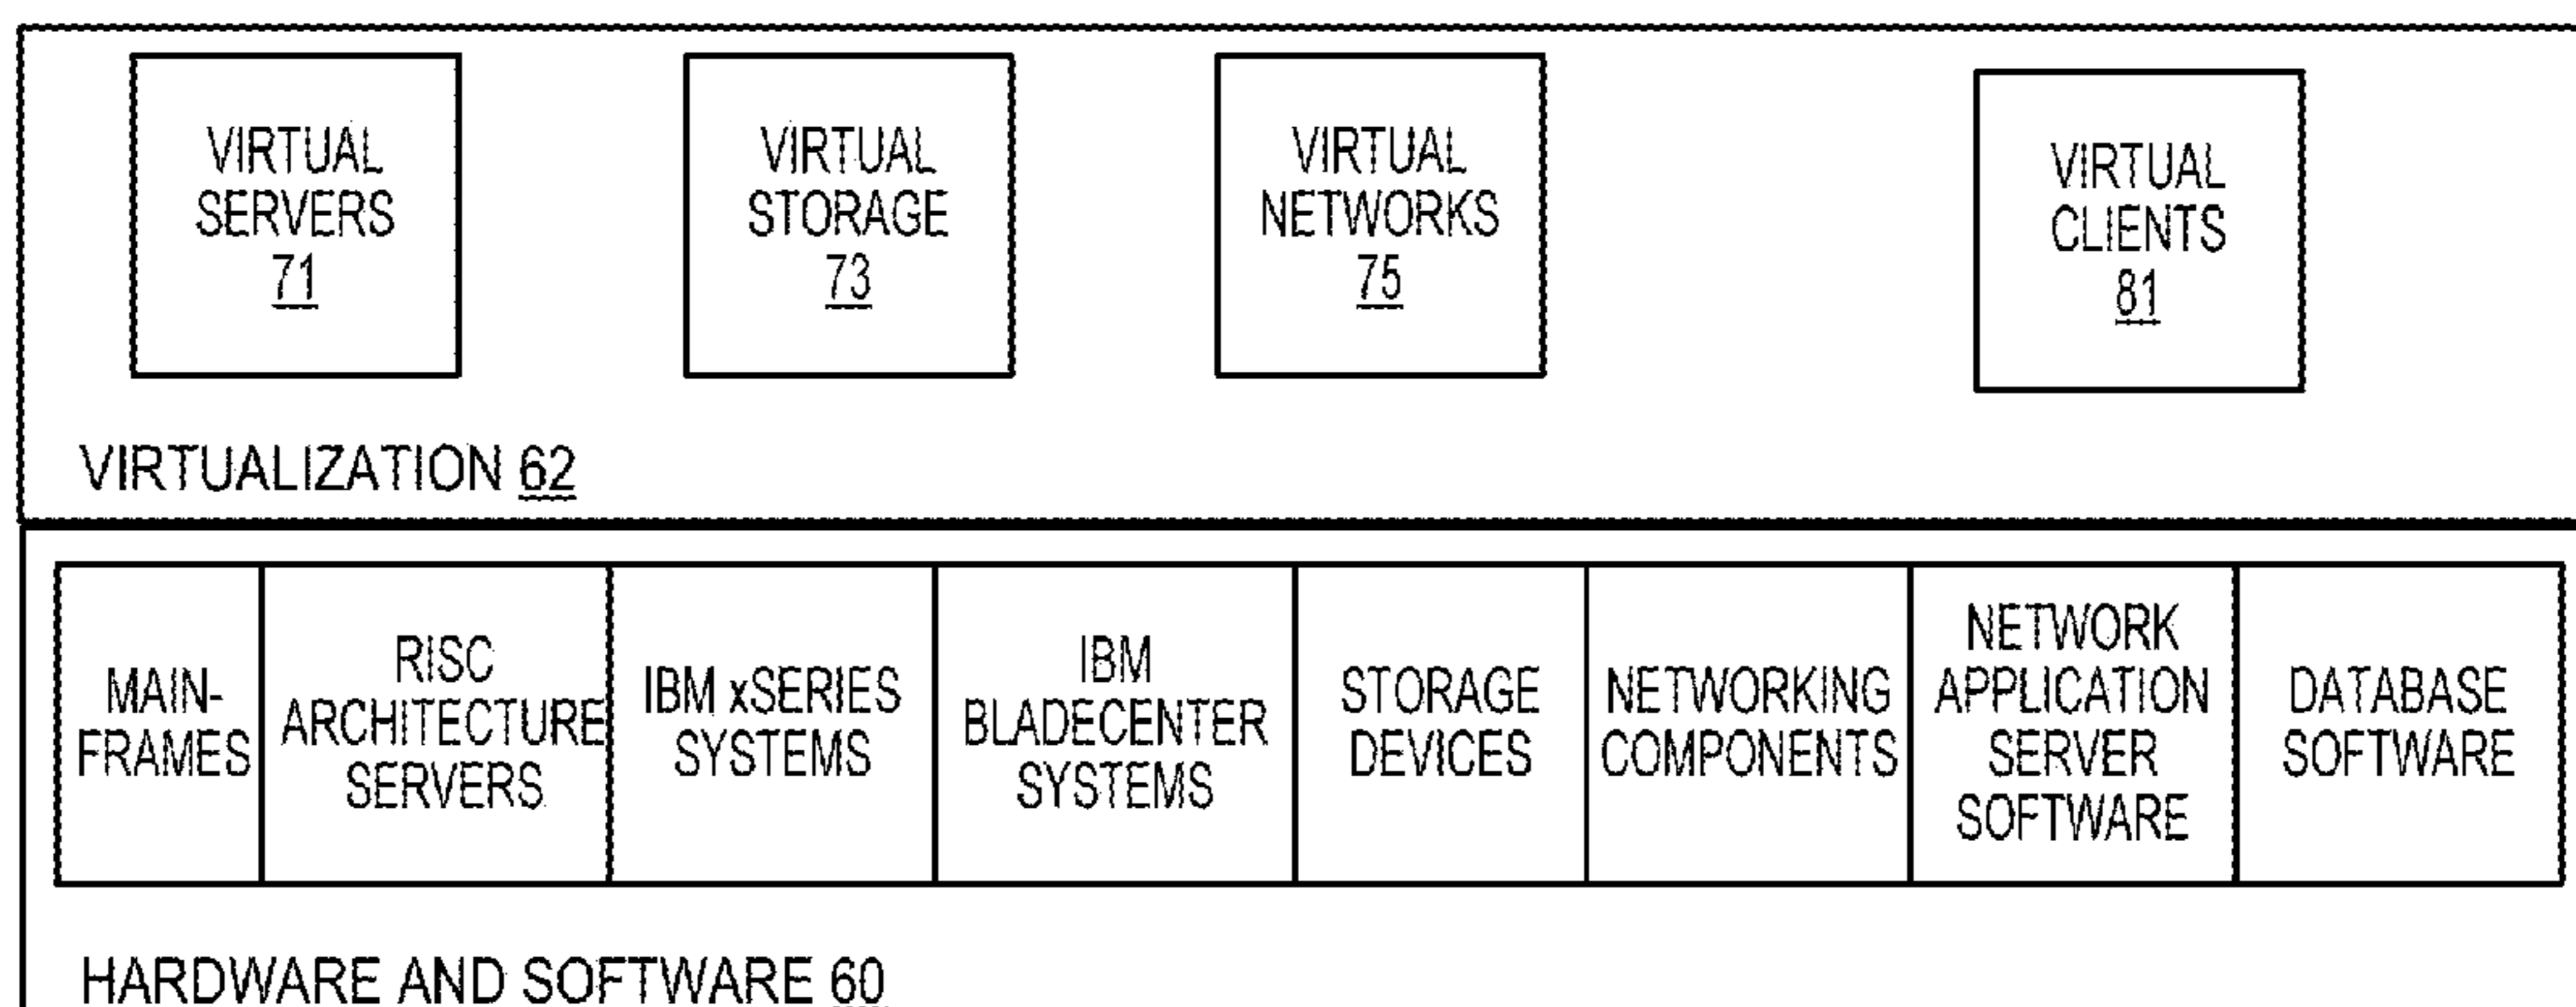 VIRTUAL
SERVERS
71
VIRTUAL
STORAGE
73
VIRTUAL
NETWORKS
75
VIRTUAL
CLIENTS
81
VIRTUALIZATION 62
MAIN-
FRAMES
RISC
ARCHITECTURE
SERVERS
IBM xSERIES
SYSTEMS
IBM
BLADECENTER
SYSTEMS
STORAGE
DEVICES
NETWORKING
COMPONENTS
NETWORK
APPLICATION
SERVER
SOFTWARE
DATABASE
SOFTWARE
HARDWARE AND SOFTWARE 60